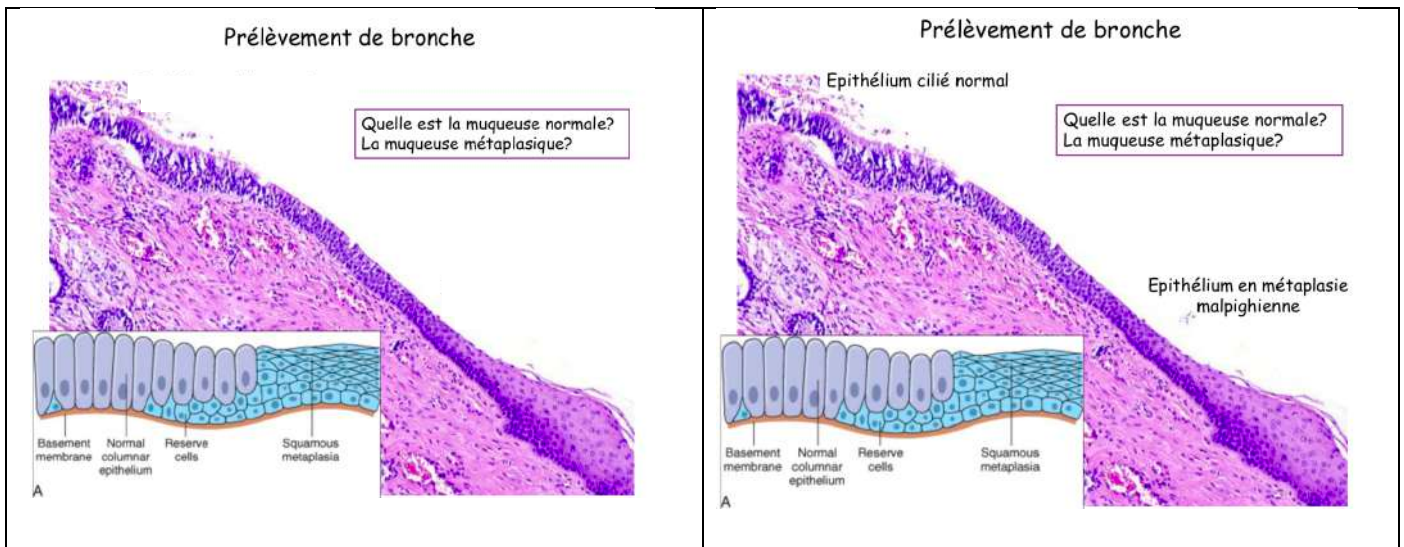 Prélèvement de bronche
Quelle est la muqueuse normale?
La muqueuse métaplasique?
Basement
membrane
Normal
columnar
epithelium
Reserve
cells
Squamous
metaplasia
A
Prélèvement de bronche
Epithélium cilié normal
Quelle est la muqueuse normale?
La muqueuse métaplasique?
Epithélium en métaplasie
malpighienne
Basement
membrane
Normal
columnar
epithelium
Reserve
cells
Squamous
metaplasia
A